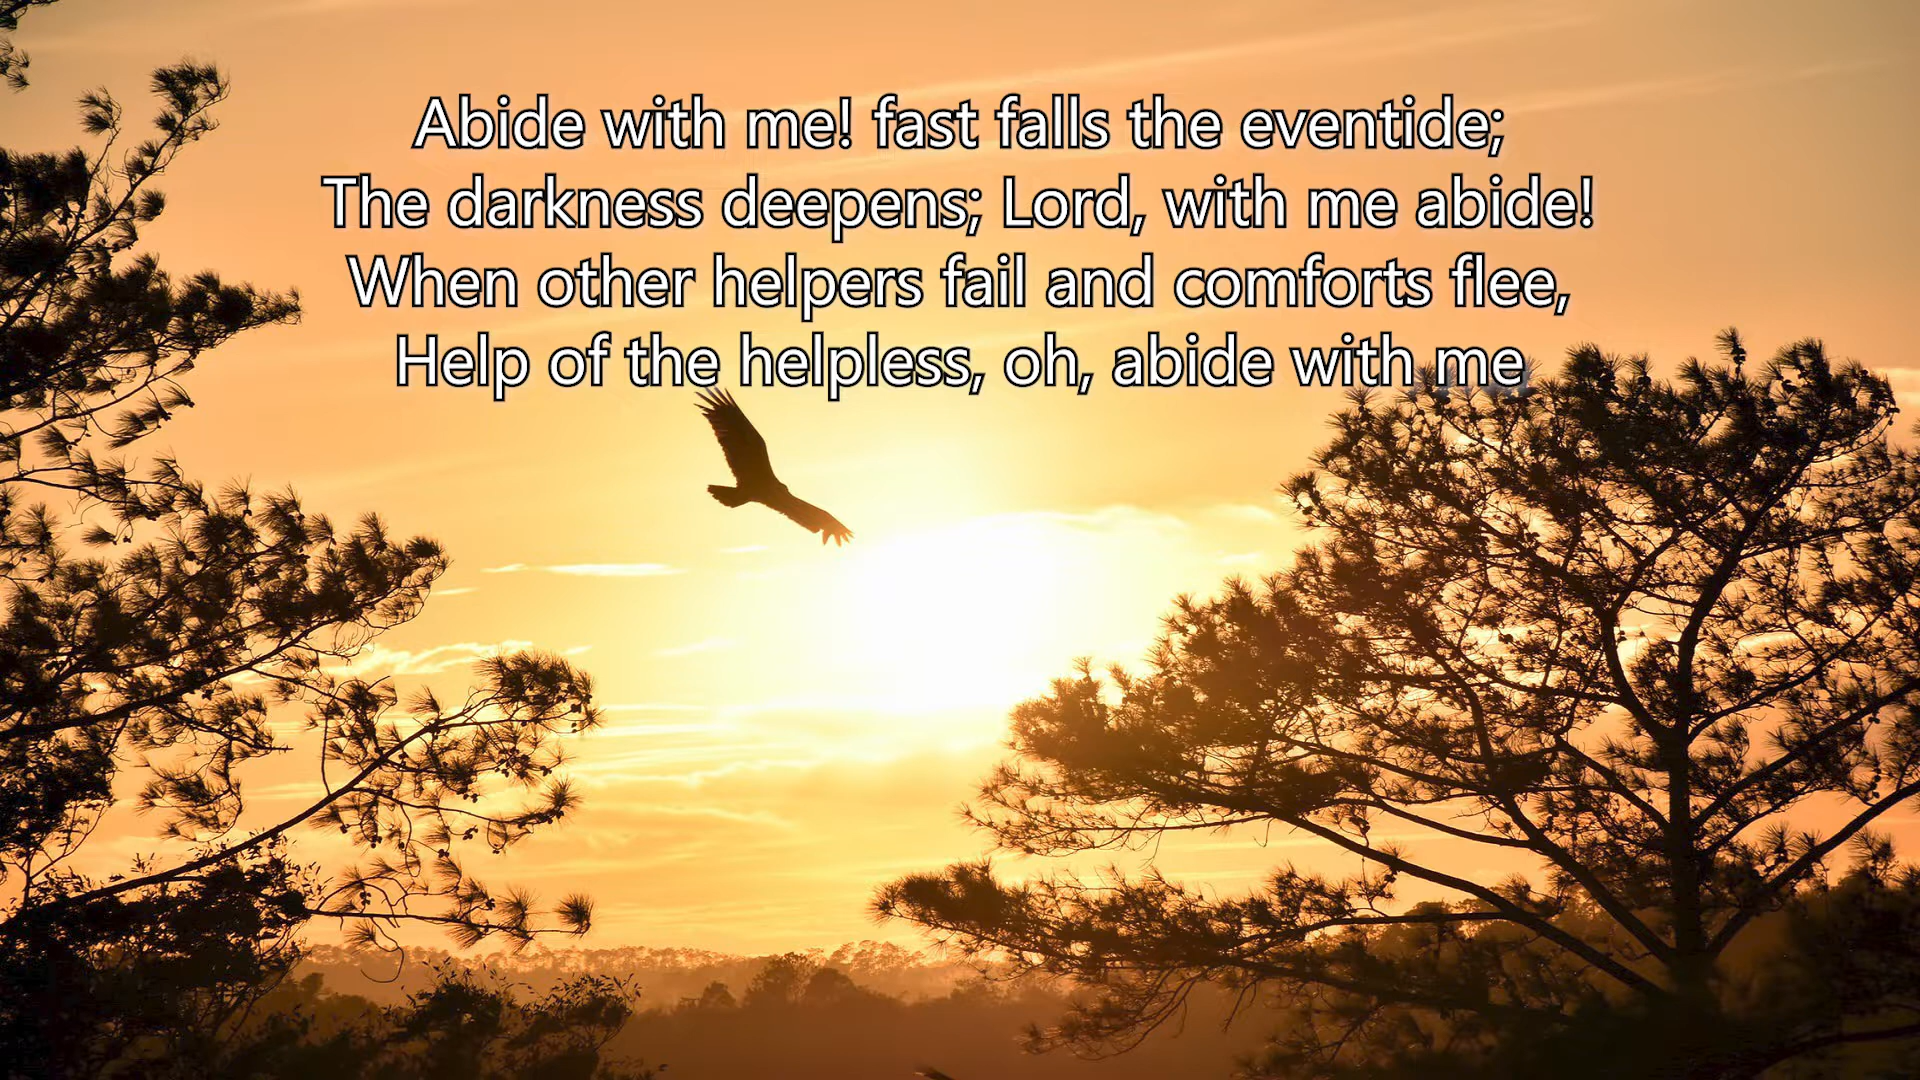 Abide with me! fast falls the eventide;
The darkness deepens; Lord, with me abide!
When other helpers fail and comforts flee,
Help of the helpless, oh, abide with me